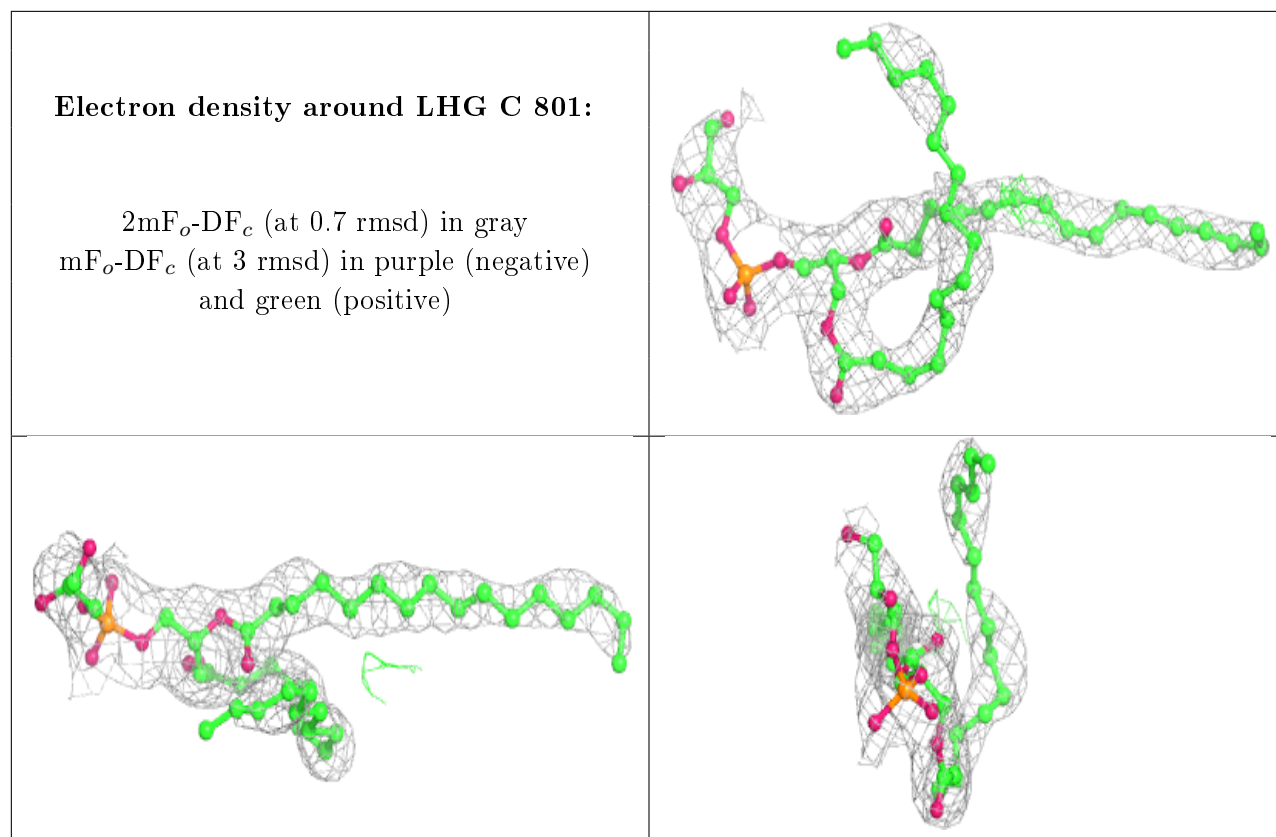 Electron density around LHG C 801:
2mFₒ-DF𝑐 (at 0.7 rmsd) in gray
mFₒ-DF𝑐 (at 3 rmsd) in purple (negative)
and green (positive)